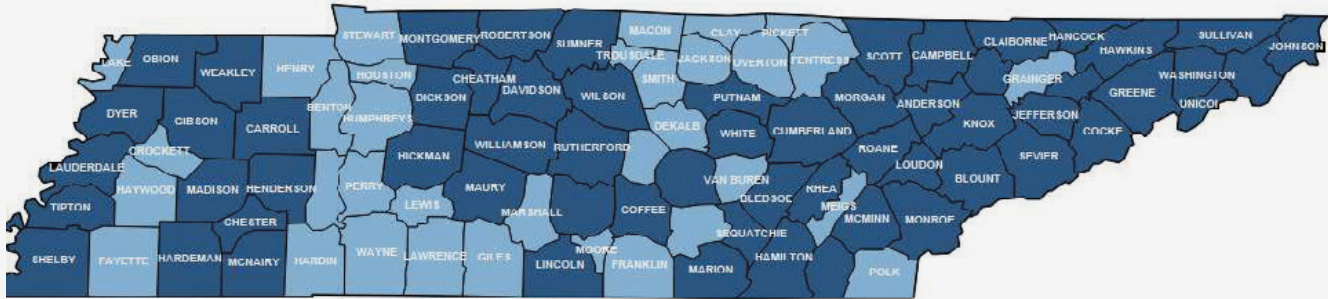 STEWART
MONTGOMERY
ROBERTSON
SUMNER
MACON
CLAY
PICKETT
CLAIBORNE
HANCOCK
SULLIVAN
JOHNSON
LAKE
OBION
WEAKLEY
HENRY
HOUSTON
CHEATHAM
TROUSDALE
JACKSON
OVERTON
FENTRESS
SCOTT
CAMPBELL
HAWKINS
GRAINGER
WASHINGTON
DYER
GIBSON
CARROLL
BENTON
HUMPHREYS
DICKSON
DAVIDSON
WILSON
SMITH
PUTNAM
MORGAN
ANDERSON
KNOX
JEFFERSON
GREENE
UNICOI
LAUDERDALE
CROCKETT
HICKMAN
WILLIAMSON
RUTHERFORD
DEKALB
WHITE
CUMBERLAND
ROANE
LOUDON
BLOUNT
SEVIER
COCKE
TIPTON
HAYWOOD
MADISON
HENDERSON
PERRY
LEWIS
MAURY
MARSHALL
COFFEE
VAN BUREN
BLEDSOE
RHEA
MEIGS
MCMINN
MONROE
CHESTER
SHELBY
FAYETTE
HARDEMAN
MCNAIRY
HARDIN
WAYNE
LAWRENCE
GILES
LINCOLN
MOORE
FRANKLIN
MARION
SEQUATCHIE
HAMILTON
POLK